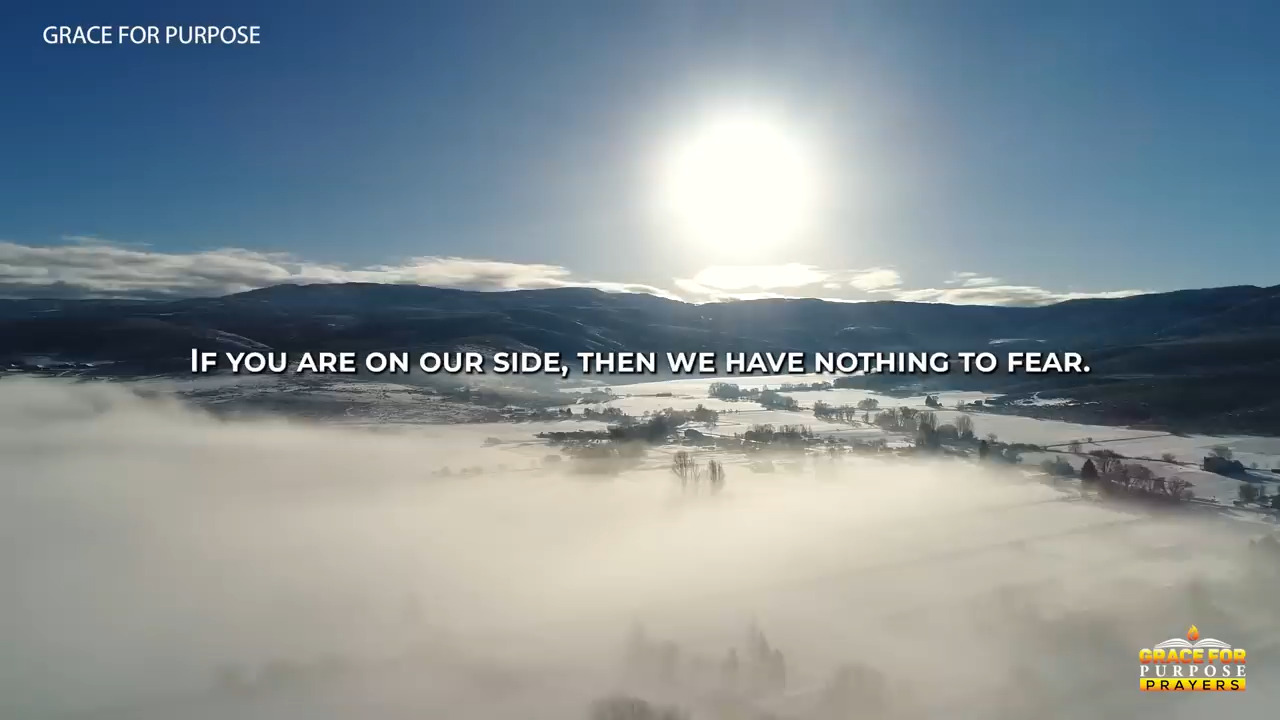 GRACE FOR PURPOSE
IF YOU ARE ON OUR SIDE, THEN WE HAVE NOTHING TO FEAR.
GRACE FOR
PURPOSE
PRAYERS